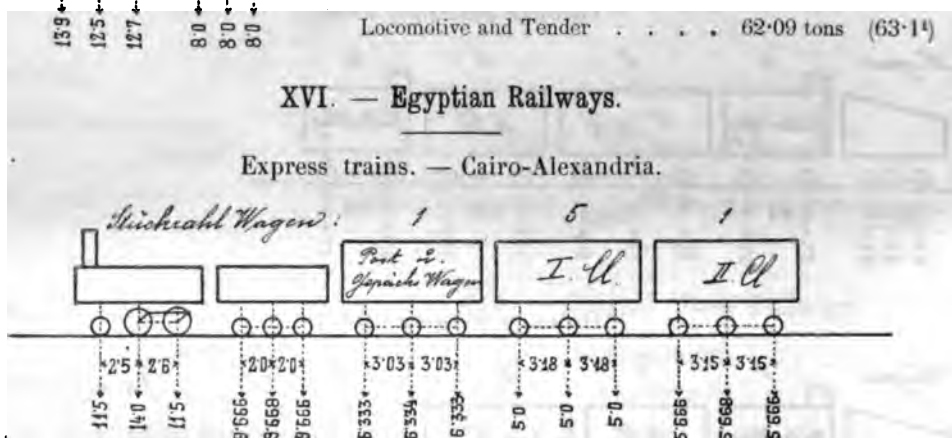 13·9 12·5 12·7 8·0 8·0 8·0
Locomotive and Tender . . . . 62·09 tons (63·1⁴)
XVI. — Egyptian Railways.
Express trains. — Cairo-Alexandria.
Stückzahl Wagen: 1 5 1
Post u. Gepäcks Wagen
I. Cl.
II. Cl
2·5 2·6 2·0 2·0 3·03 3·03 3·18 3·18 3·15 3·15
11·5 14·0 11·5 9·666 9·668 9·666 6·333 6·334 6·333 5·0 5·0 5·0 5·666 5·668 5·666